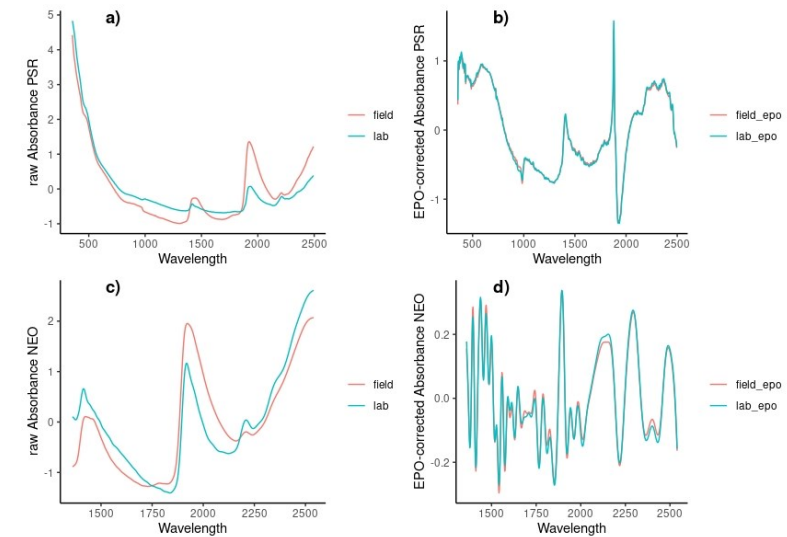 a)
raw Absorbance PSR
5
4
3
2
1
0
-1
500 1000 1500 2000 2500
Wavelength
field
lab
b)
EPO-corrected Absorbance PSR
1
0
-1
500 1000 1500 2000 2500
Wavelength
field_epo
lab_epo
c)
raw Absorbance NEO
2
1
0
-1
1500 1750 2000 2250 2500
Wavelength
field
lab
d)
EPO-corrected Absorbance NEO
0.2
0.0
-0.2
1500 1750 2000 2250 2500
Wavelength
field_epo
lab_epo